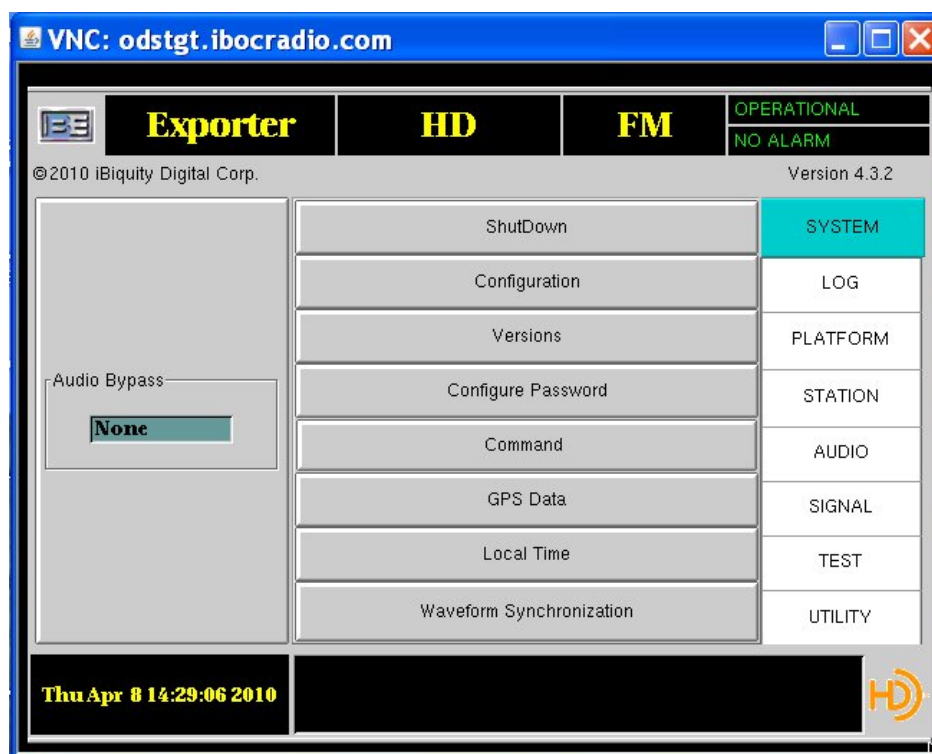 VNC: odstgt.ibocradio.com
Exporter HD FM OPERATIONAL
NO ALARM
©2010 iBiquity Digital Corp. Version 4.3.2
ShutDown
Configuration
Versions
Configure Password
Command
GPS Data
Local Time
Waveform Synchronization
Audio Bypass
None
SYSTEM
LOG
PLATFORM
STATION
AUDIO
SIGNAL
TEST
UTILITY
Thu Apr 8 14:29:06 2010
HD